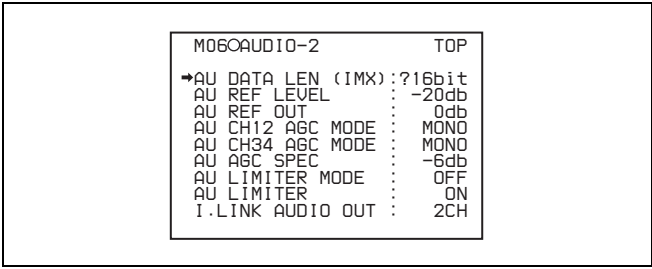 M06○AUDIO-2 TOP
➡AU DATA LEN (IMX):?16bit
AU REF LEVEL : -20db
AU REF OUT : 0db
AU CH12 AGC MODE : MONO
AU CH34 AGC MODE : MONO
AU AGC SPEC : -6db
AU LIMITER MODE : OFF
AU LIMITER : ON
I.LINK AUDIO OUT : 2CH